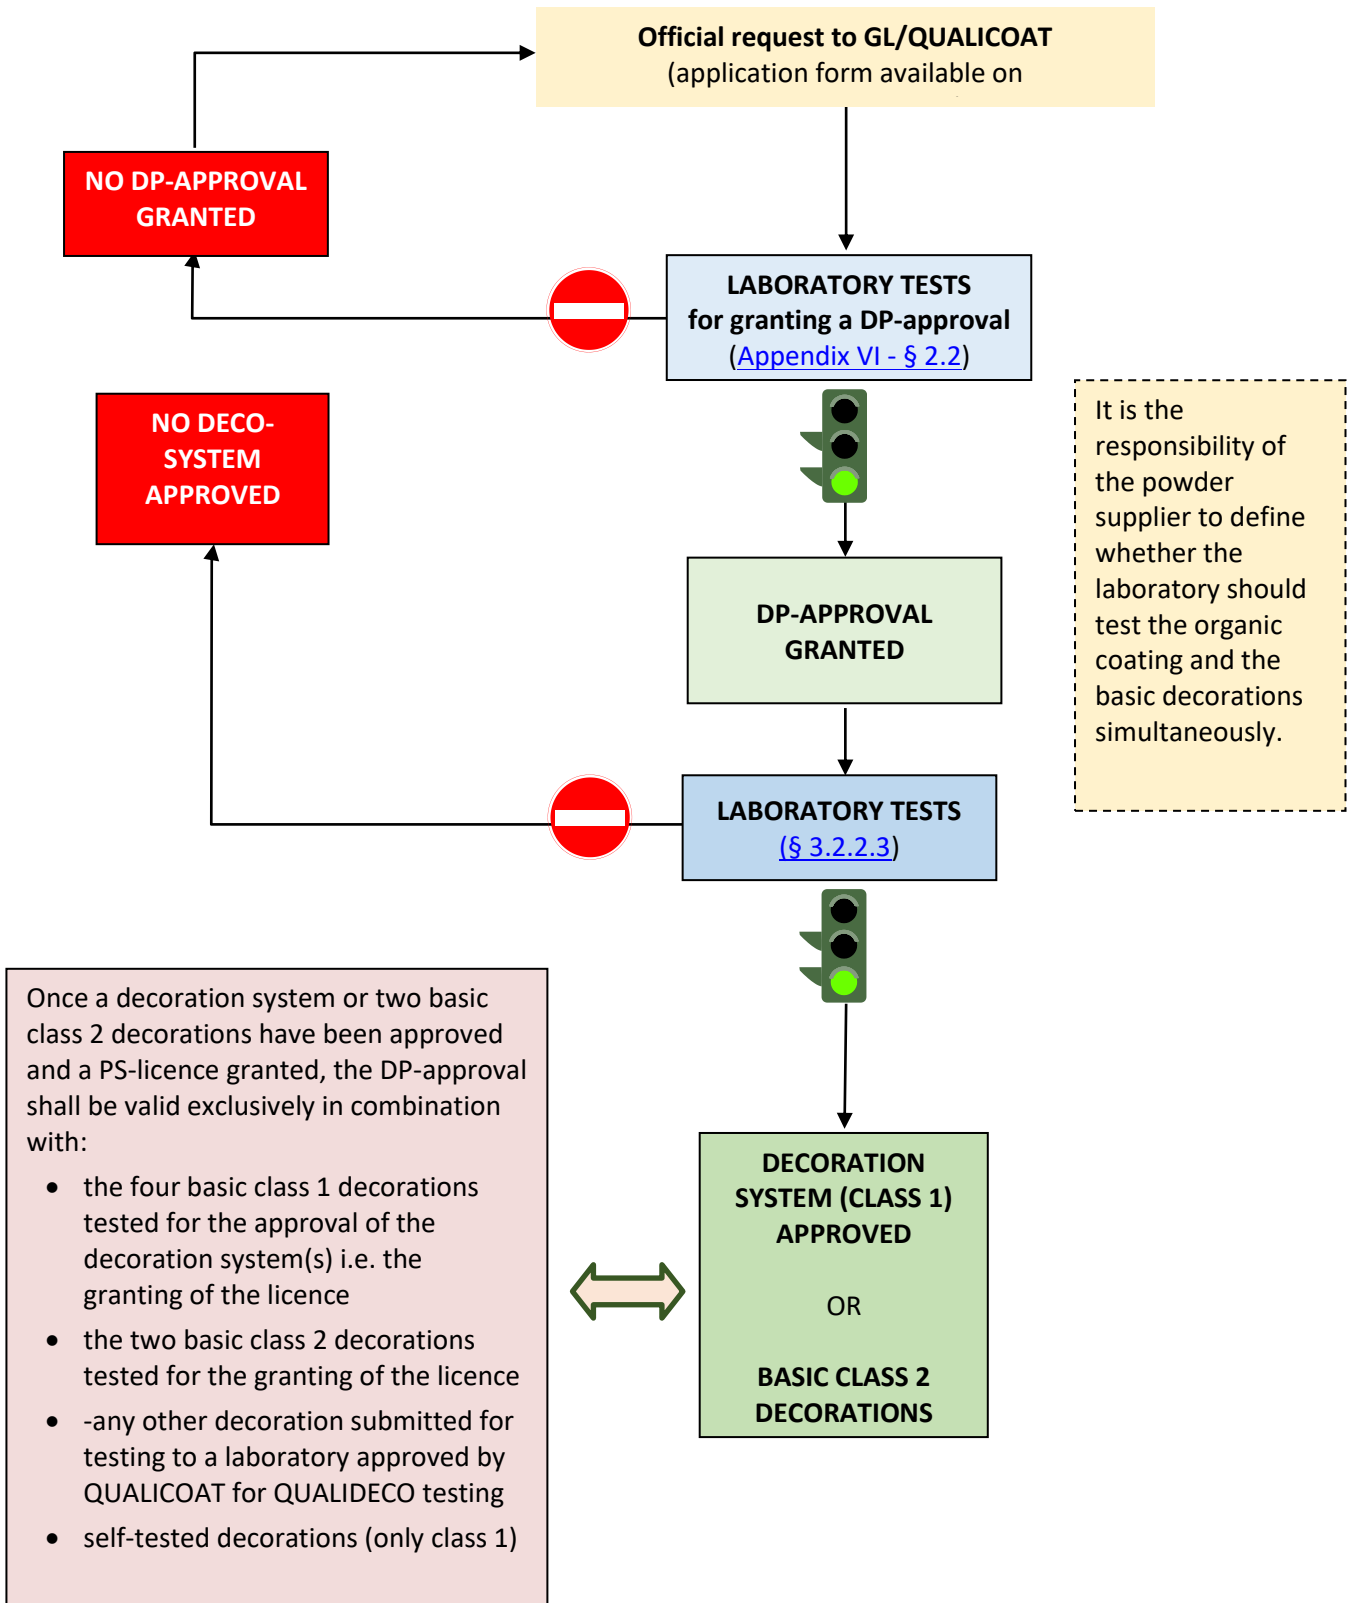 Official request to GL/QUALICOAT
(application form available on
NO DP-APPROVAL
GRANTED
LABORATORY TESTS
for granting a DP-approval
(Appendix VI - § 2.2)
NO DECO-
SYSTEM
APPROVED
It is the
responsibility of
the powder
supplier to define
whether the
laboratory should
test the organic
coating and the
basic decorations
simultaneously.
DP-APPROVAL
GRANTED
LABORATORY TESTS
(§ 3.2.2.3)
Once a decoration system or two basic
class 2 decorations have been approved
and a PS-licence granted, the DP-approval
shall be valid exclusively in combination
with:
• the four basic class 1 decorations
tested for the approval of the
decoration system(s) i.e. the
granting of the licence
• the two basic class 2 decorations
tested for the granting of the licence
• -any other decoration submitted for
testing to a laboratory approved by
QUALICOAT for QUALIDECO testing
• self-tested decorations (only class 1)
DECORATION
SYSTEM (CLASS 1)
APPROVED
OR
BASIC CLASS 2
DECORATIONS